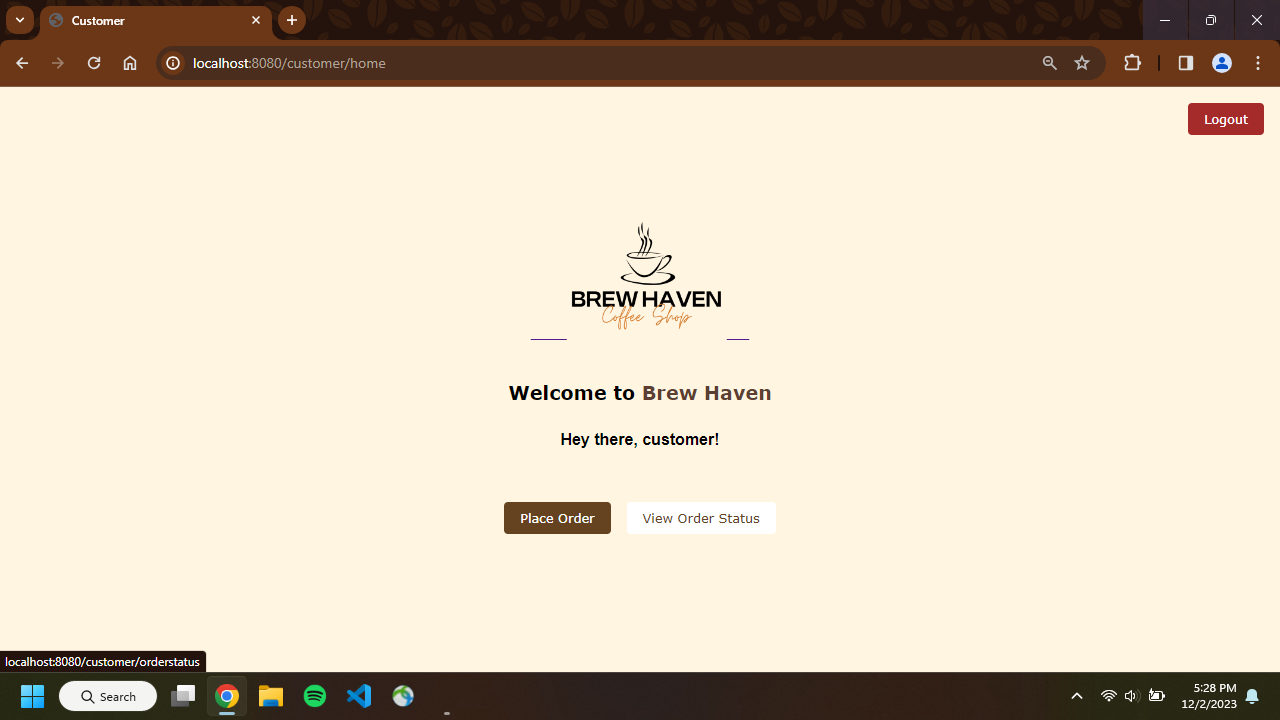 Customer
localhost:8080/customer/home
Logout
BREW HAVEN
Coffee Shop
Welcome to Brew Haven
Hey there, customer!
Place Order
View Order Status
localhost:8080/customer/orderstatus
Search
5:28 PM
12/2/2023